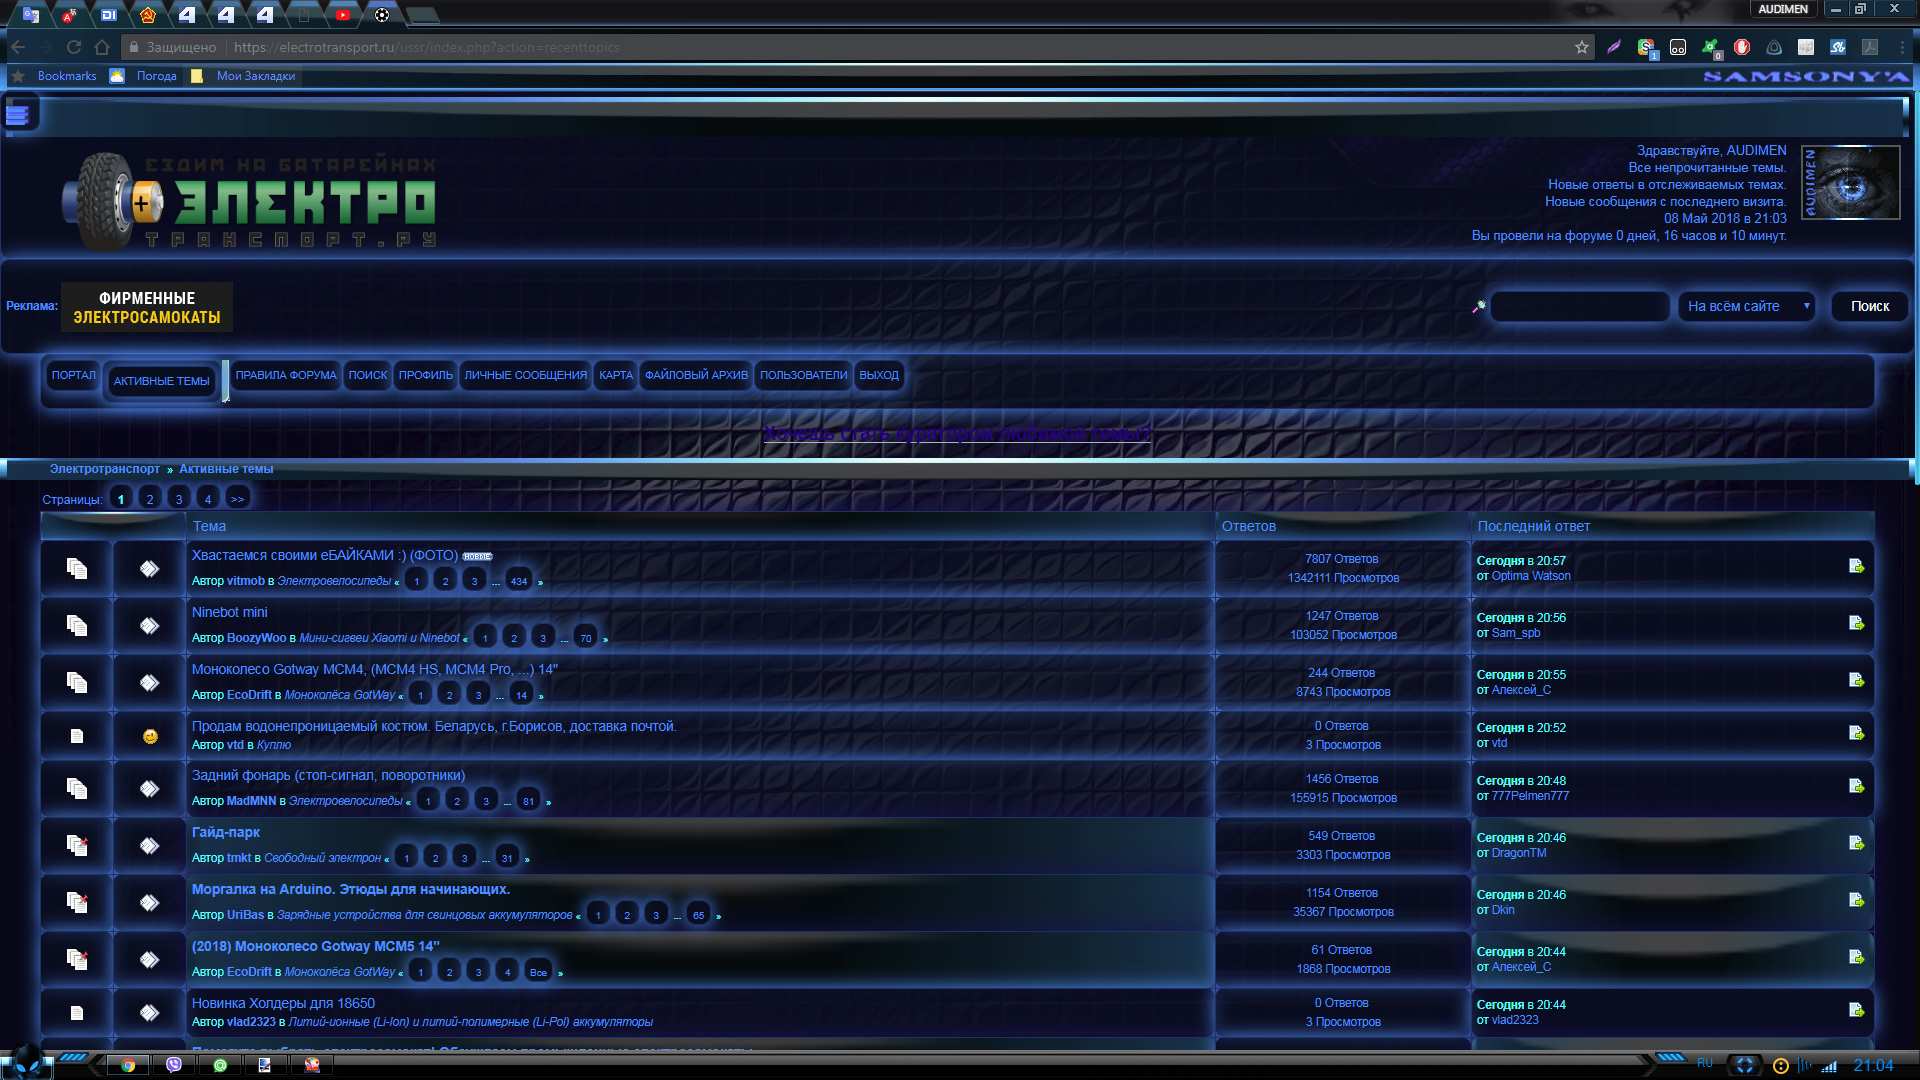 AUDIMEN
Защищено https://electrotransport.ru/ussr/index.php?action=recenttopics
Bookmarks Погода Мои Закладки
SAMSONY'A
ЕЗДИМ НА БАТАРЕЙКАХ
ЭЛЕКТРО
ТРАНСПОРТ.РУ
Здравствуйте, AUDIMEN
Все непрочитанные темы.
Новые ответы в отслеживаемых темах.
Новые сообщения с последнего визита.
08 Май 2018 в 21:03
Вы провели на форуме 0 дней, 16 часов и 10 минут.
AUDIMEN
Реклама:
ФИРМЕННЫЕ
ЭЛЕКТРОСАМОКАТЫ
На всём сайте
Поиск
ПОРТАЛ АКТИВНЫЕ ТЕМЫ ПРАВИЛА ФОРУМА ПОИСК ПРОФИЛЬ ЛИЧНЫЕ СООБЩЕНИЯ КАРТА ФАЙЛОВЫЙ АРХИВ ПОЛЬЗОВАТЕЛИ ВЫХОД
Хочешь стать куратором любимой темы?
Электротранспорт » Активные темы
Страницы: 1 2 3 4 >>
Тема Ответов Последний ответ
Хвастаемся своими еБАЙКАМИ :) (ФОТО) НОВОЕ
Автор vitmob в Электровелосипеды « 1 2 3 ... 434 »
7807 Ответов
1342111 Просмотров
Сегодня в 20:57
от Optima Watson
Ninebot mini
Автор BoozyWoo в Мини-сигвеи Xiaomi и Ninebot « 1 2 3 ... 70 »
1247 Ответов
103052 Просмотров
Сегодня в 20:56
от Sam_spb
Моноколесо Gotway MCM4, (MCM4 HS, MCM4 Pro, ...) 14"
Автор EcoDrift в Моноколёса GotWay « 1 2 3 ... 14 »
244 Ответов
8743 Просмотров
Сегодня в 20:55
от Алексей_С
Продам водонепроницаемый костюм. Беларусь, г.Борисов, доставка почтой.
Автор vtd в Куплю
0 Ответов
3 Просмотров
Сегодня в 20:52
от vtd
Задний фонарь (стоп-сигнал, поворотники)
Автор MadMNN в Электровелосипеды « 1 2 3 ... 81 »
1456 Ответов
155915 Просмотров
Сегодня в 20:48
от 777Pelmen777
Гайд-парк
Автор tmkt в Свободный электрон « 1 2 3 ... 31 »
549 Ответов
3303 Просмотров
Сегодня в 20:46
от DragonTM
Моргалка на Arduino. Этюды для начинающих.
Автор UriBas в Зарядные устройства для свинцовых аккумуляторов « 1 2 3 ... 65 »
1154 Ответов
35367 Просмотров
Сегодня в 20:46
от Dkin
(2018) Моноколесо Gotway MCM5 14"
Автор EcoDrift в Моноколёса GotWay « 1 2 3 4 Все »
61 Ответов
1868 Просмотров
Сегодня в 20:44
от Алексей_С
Новинка Холдеры для 18650
Автор vlad2323 в Литий-ионные (Li-Ion) и литий-полимерные (Li-Pol) аккумуляторы
0 Ответов
3 Просмотров
Сегодня в 20:44
от vlad2323
RU
21:04